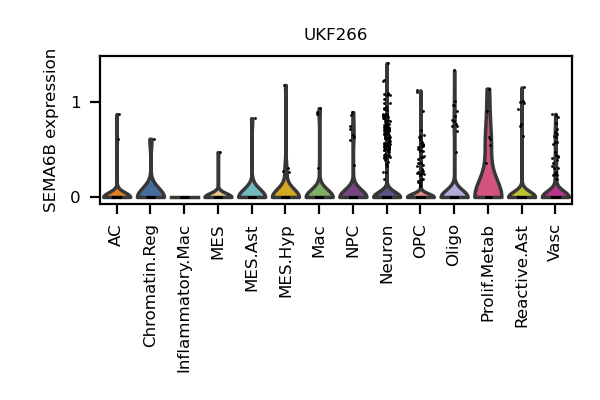 UKF266
SEMA6B expression
1
0
AC
Chromatin.Reg
Inflammatory.Mac
MES
MES.Ast
MES.Hyp
Mac
NPC
Neuron
OPC
Oligo
Prolif.Metab
Reactive.Ast
Vasc